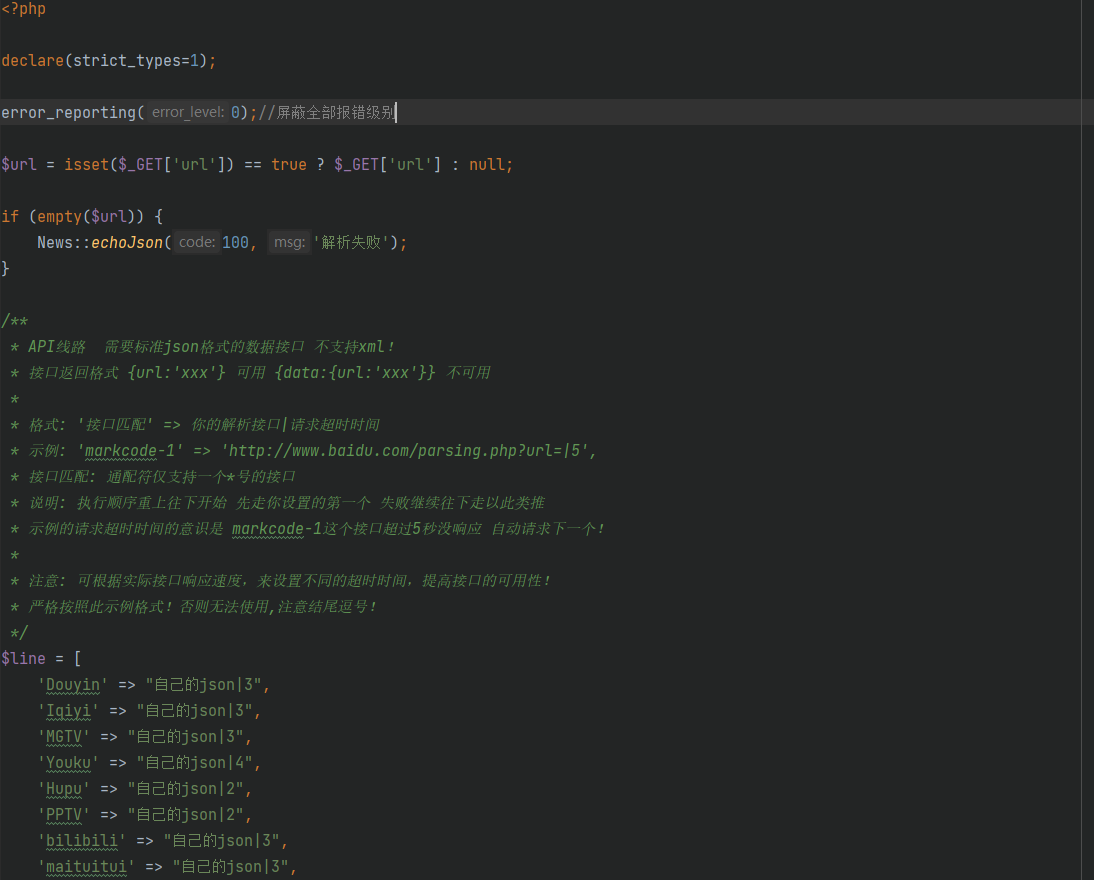 <?php
declare(strict_types=1);
error_reporting( error_level: 0);//屏蔽全部报错级别
$url = isset($_GET['url']) == true ? $_GET['url'] : null;
if (empty($url)) {
    News::echoJson( code: 100, msg: '解析失败');
}
/**
 * API线路  需要标准json格式的数据接口 不支持xml!
 * 接口返回格式 {url:'xxx'} 可用 {data:{url:'xxx'}} 不可用
 *
 * 格式: '接口匹配' => 你的解析接口|请求超时时间
 * 示例: 'markcode-1' => 'http://www.baidu.com/parsing.php?url=|5',
 * 接口匹配: 通配符仅支持一个*号的接口
 * 说明: 执行顺序重上往下开始 先走你设置的第一个 失败继续往下走以此类推
 * 示例的请求超时时间的意识是 markcode-1这个接口超过5秒没响应 自动请求下一个!
 *
 * 注意: 可根据实际接口响应速度，来设置不同的超时时间，提高接口的可用性!
 * 严格按照此示例格式! 否则无法使用,注意结尾逗号!
 */
$line = [
    'Douyin' => "自己的json|3",
    'Iqiyi' => "自己的json|3",
    'MGTV' => "自己的json|3",
    'Youku' => "自己的json|4",
    'Hupu' => "自己的json|2",
    'PPTV' => "自己的json|2",
    'bilibili' => "自己的json|3",
    'maituitui' => "自己的json|3",